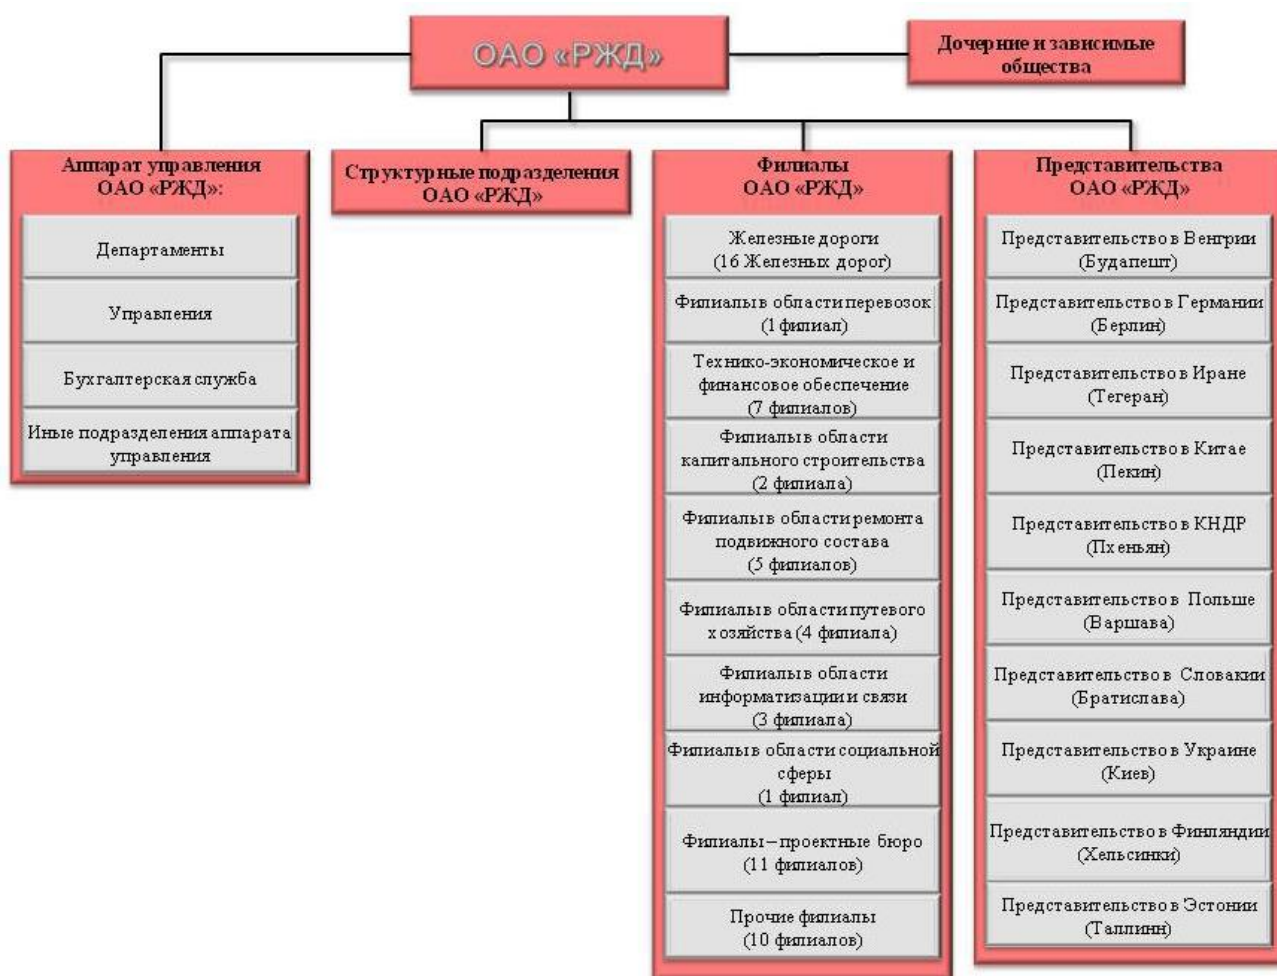 ОАО «РЖД»
Дочерние и зависимые
общества
Аппарат управления
ОАО «РЖД»:
Департаменты
Управления
Бухгалтерская служба
Иные подразделения аппарата
управления
Структурные подразделения
ОАО «РЖД»
Филиалы
ОАО «РЖД»
Железные дороги
(16 Железных дорог)
Филиалы в области перевозок
(1 филиал)
Технико-экономическое и
финансовое обеспечение
(7 филиалов)
Филиалы в области
капитального строительства
(2 филиала)
Филиалы в области ремонта
подвижного состава
(5 филиалов)
Филиалы в области путевого
хозяйства (4 филиала)
Филиалы в области
информатизации и связи
(3 филиала)
Филиалы в области социальной
сферы
(1 филиал)
Филиалы – проектные бюро
(11 филиалов)
Прочие филиалы
(10 филиалов)
Представительства
ОАО «РЖД»
Представительство в Венгрии
(Будапешт)
Представительство в Германии
(Берлин)
Представительство в Иране
(Тегеран)
Представительство в Китае
(Пекин)
Представительство в КНДР
(Пхеньян)
Представительство в Польше
(Варшава)
Представительство в Словакии
(Братислава)
Представительство в Украине
(Киев)
Представительство в Финляндии
(Хельсинки)
Представительство в Эстонии
(Таллинн)